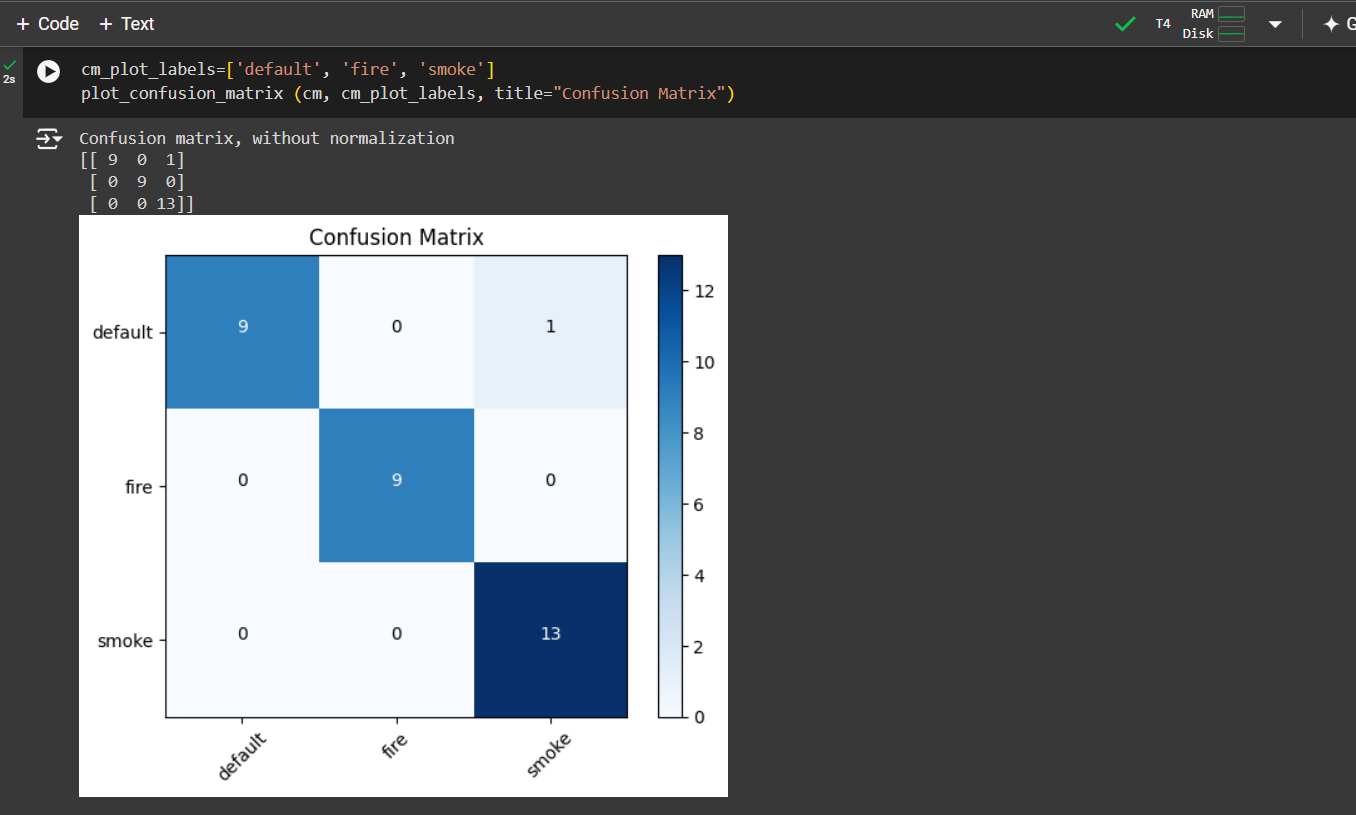 + Code + Text
T4 RAM
Disk
G
2s
cm_plot_labels=['default', 'fire', 'smoke']
plot_confusion_matrix (cm, cm_plot_labels, title="Confusion Matrix")
Confusion matrix, without normalization
[[ 9 0 1]
[ 0 9 0]
[ 0 0 13]]
Confusion Matrix
default 9 0 1
fire 0 9 0
smoke 0 0 13
default fire smoke
12
10
8
6
4
2
0